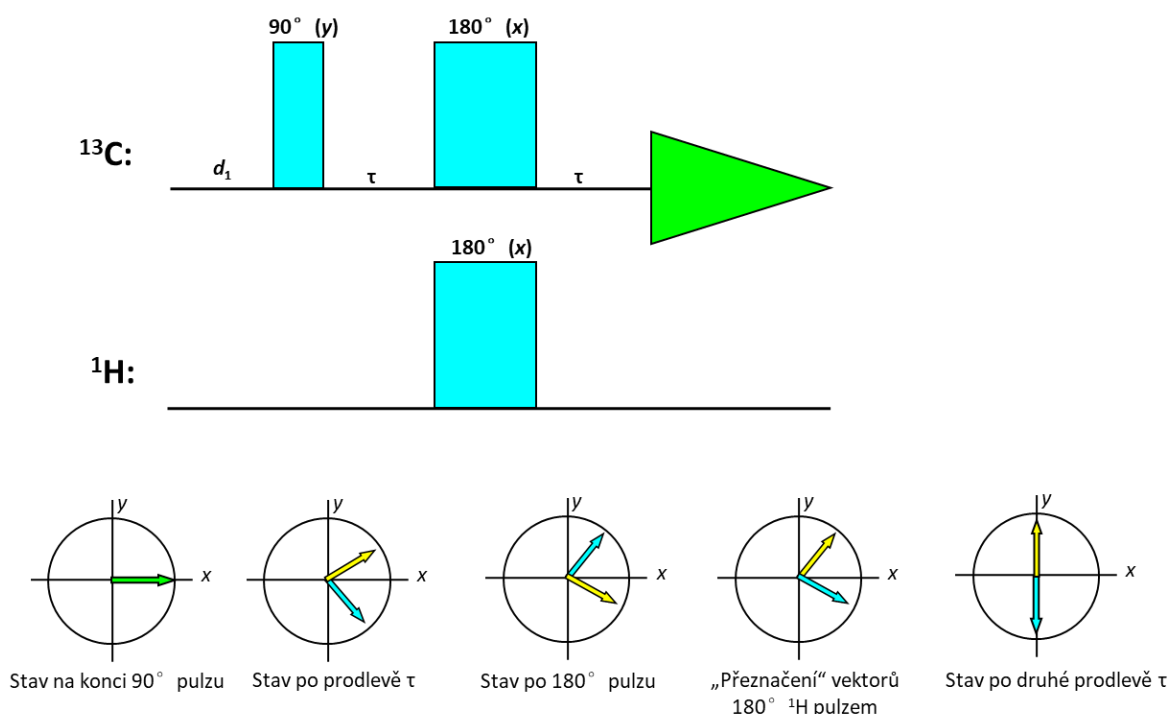 90° (y) 180° (x)
¹³C:
d₁ τ τ
180° (x)
¹H:
y y y y y
x x x x x
Stav na konci 90° pulzu
Stav po prodlevě τ
Stav po 180° pulzu
„Přeznačení“ vektorů
180° ¹H pulzem
Stav po druhé prodlevě τ